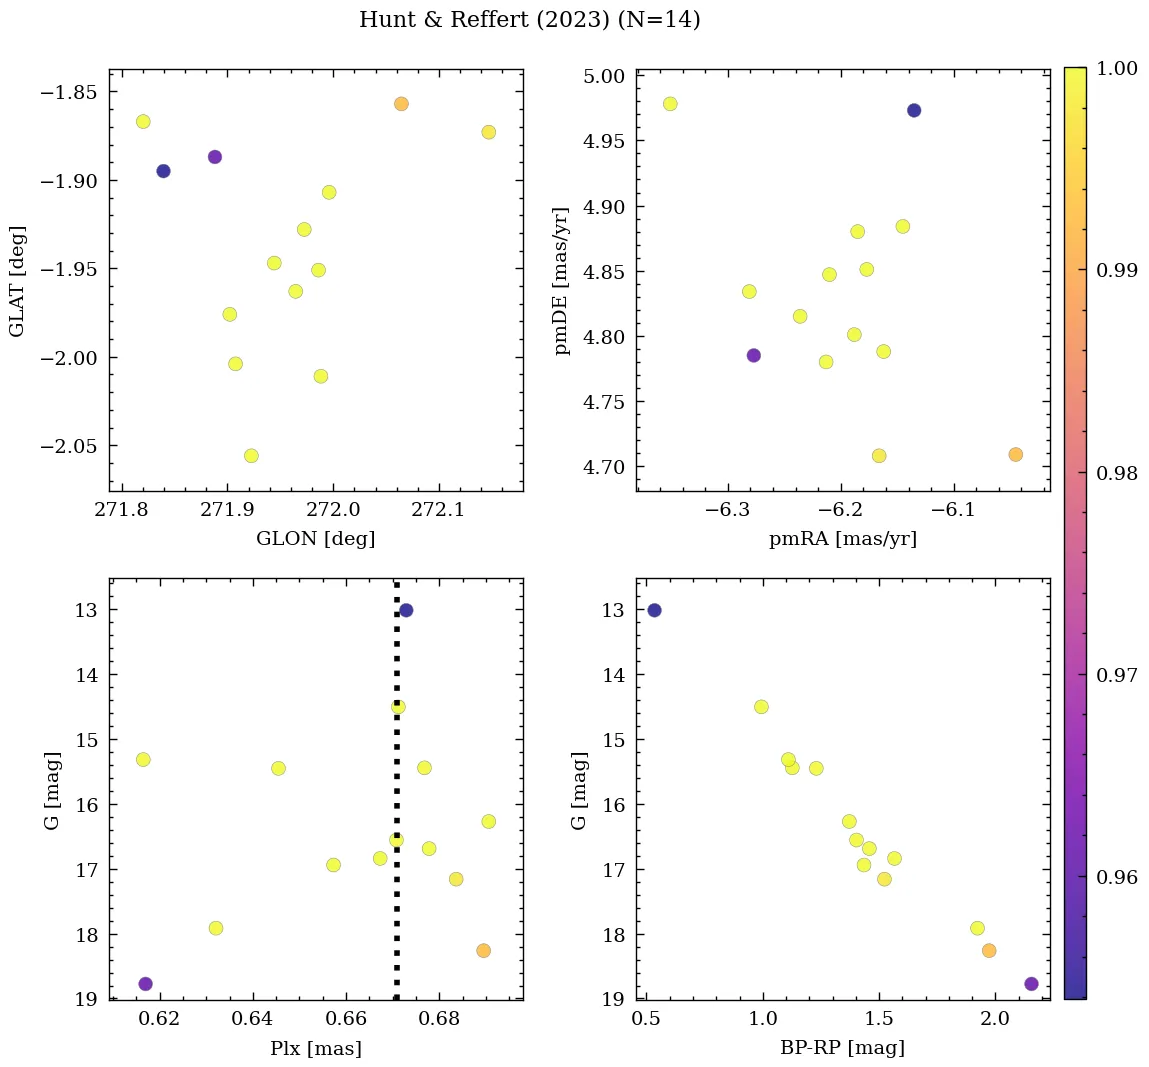 Hunt & Reffert (2023) (N=14)
−1.85
−1.90
−1.95
−2.00
−2.05
GLAT [deg]
271.8 271.9 272.0 272.1
GLON [deg]
5.00
4.95
4.90
4.85
4.80
4.75
4.70
pmDE [mas/yr]
−6.3 −6.2 −6.1
pmRA [mas/yr]
13
14
15
16
17
18
19
G [mag]
0.62 0.64 0.66 0.68
Plx [mas]
13
14
15
16
17
18
19
G [mag]
0.5 1.0 1.5 2.0
BP-RP [mag]
1.00
0.99
0.98
0.97
0.96